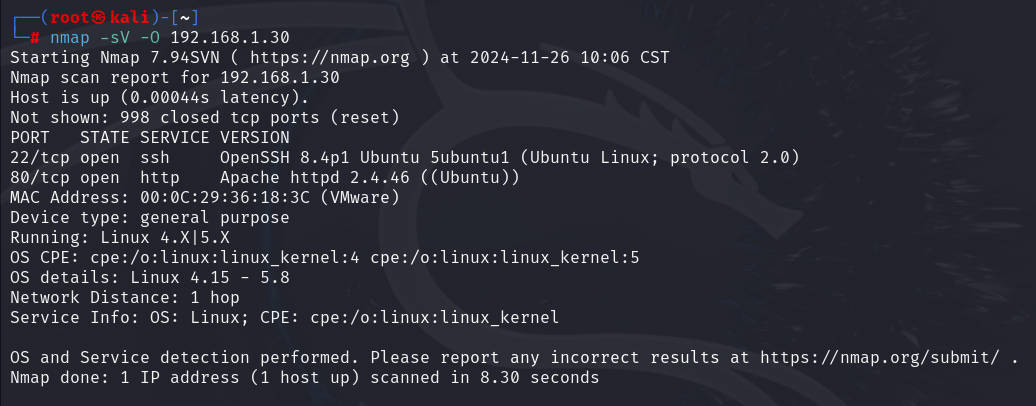 ┌──(root㉿kali)-[~]
└─# nmap -sV -O 192.168.1.30
Starting Nmap 7.94SVN ( https://nmap.org ) at 2024-11-26 10:06 CST
Nmap scan report for 192.168.1.30
Host is up (0.00044s latency).
Not shown: 998 closed tcp ports (reset)
PORT   STATE SERVICE VERSION
22/tcp open  ssh     OpenSSH 8.4p1 Ubuntu 5ubuntu1 (Ubuntu Linux; protocol 2.0)
80/tcp open  http    Apache httpd 2.4.46 ((Ubuntu))
MAC Address: 00:0C:29:36:18:3C (VMware)
Device type: general purpose
Running: Linux 4.X|5.X
OS CPE: cpe:/o:linux:linux_kernel:4 cpe:/o:linux:linux_kernel:5
OS details: Linux 4.15 - 5.8
Network Distance: 1 hop
Service Info: OS: Linux; CPE: cpe:/o:linux:linux_kernel

OS and Service detection performed. Please report any incorrect results at https://nmap.org/submit/ .
Nmap done: 1 IP address (1 host up) scanned in 8.30 seconds